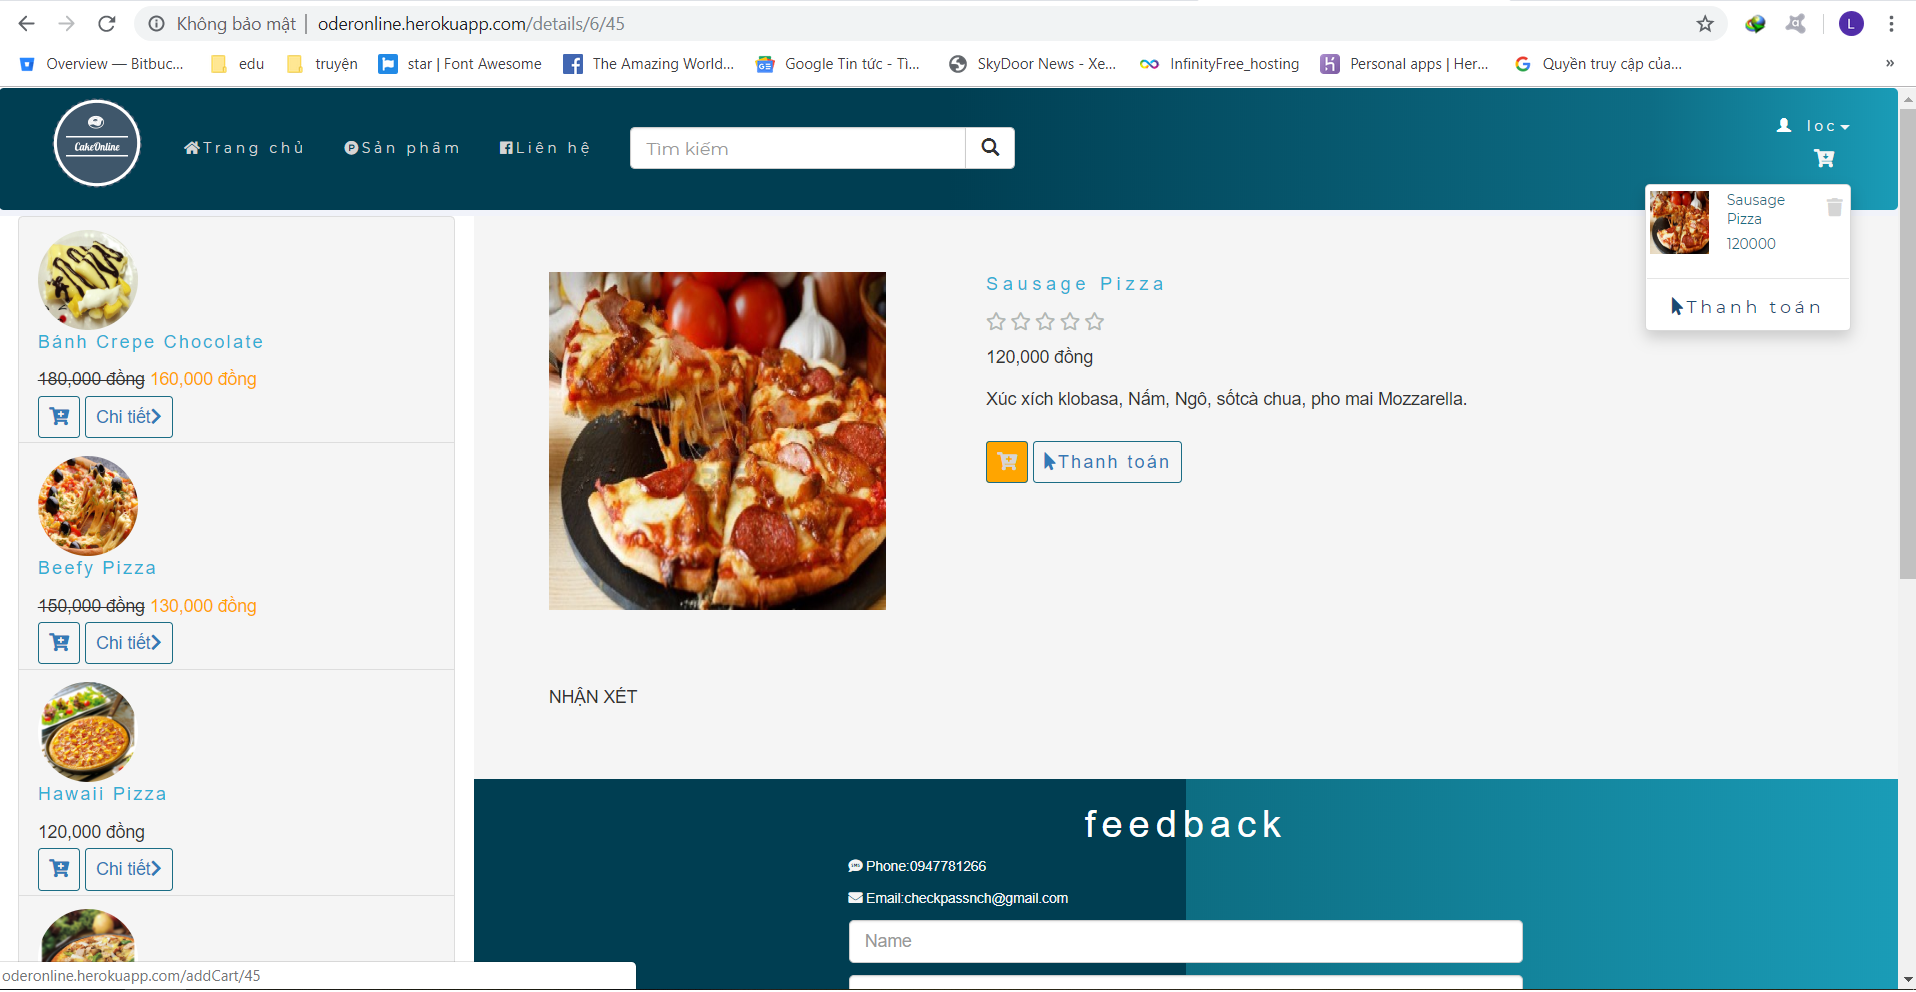 Không bảo mật | oderonline.herokuapp.com/details/6/45
L
Overview — Bitbuc...
edu
truyện
star | Font Awesome
The Amazing World...
Google Tin tức - Tì...
SkyDoor News - Xe...
InfinityFree_hosting
Personal apps | Her...
Quyền truy cập của...
»
CakeOnline
Trang chủ
Sản phẩm
Liên hệ
Tìm kiếm
loc
Sausage
Pizza
120000
Thanh toán
Bánh Crepe Chocolate
180,000 đồng 160,000 đồng
Chi tiết
Beefy Pizza
150,000 đồng 130,000 đồng
Chi tiết
Hawaii Pizza
120,000 đồng
Chi tiết
Sausage Pizza
120,000 đồng
Xúc xích klobasa, Nấm, Ngô, sốtcà chua, pho mai Mozzarella.
Thanh toán
NHẬN XÉT
feedback
Phone:0947781266
Email:checkpassnch@gmail.com
Name
oderonline.herokuapp.com/addCart/45